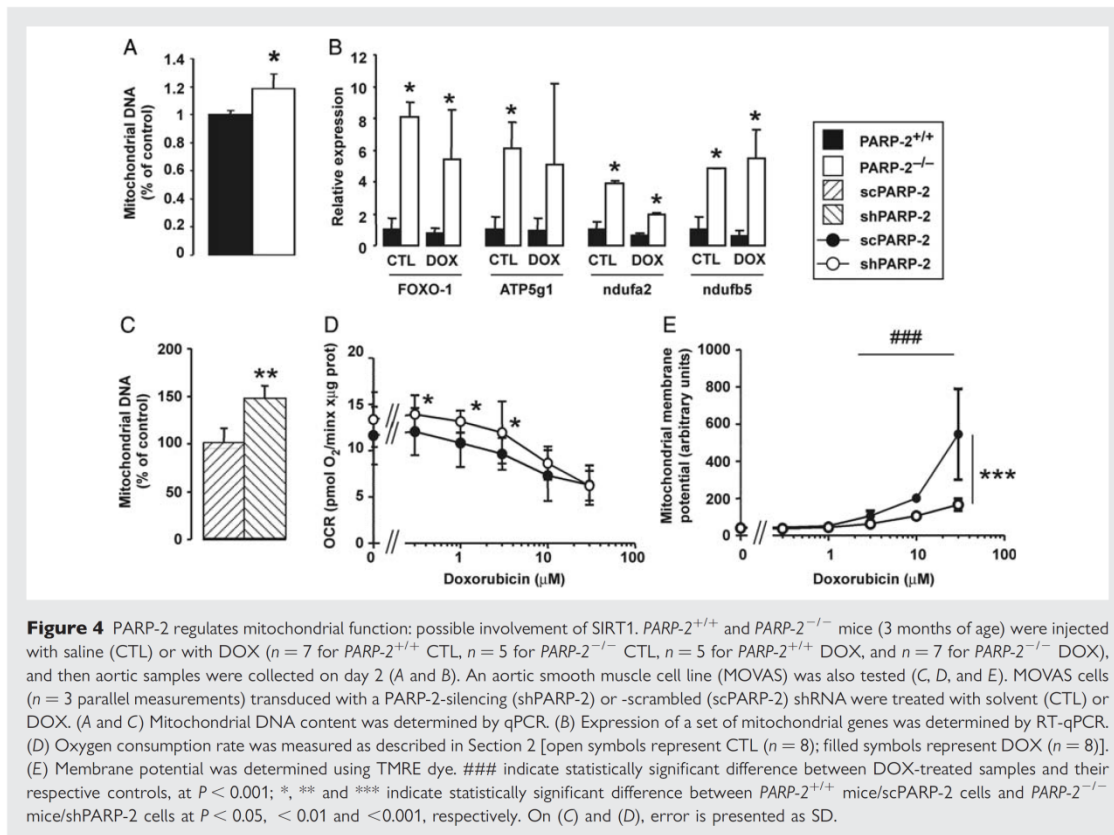 A
Mitochondrial DNA
(% of control)
1.4
1.2
1
0.8
0.6
0.4
0.2
0
*
B
Relative expression
12
10
8
6
4
2
0
* * * * * * *
CTL DOX CTL DOX CTL DOX CTL DOX
FOXO-1 ATP5g1 ndufa2 ndufb5
PARP-2+/+
PARP-2−/−
scPARP-2
shPARP-2
scPARP-2
shPARP-2
C
Mitochondrial DNA
(% of control)
200
150
100
50
0
**
D
OCR (pmol O2/minx µg prot)
20
15
10
5
0
* * *
0 // 1 10 100
Doxorubicin (µM)
E
Mitochondrial membrane
potential (arbitrary units)
1000
800
600
400
200
0
###
***
0 // 1 10 100
Doxorubicin (µM)
Figure 4 PARP-2 regulates mitochondrial function: possible involvement of SIRT1. PARP-2+/+ and PARP-2−/− mice (3 months of age) were injected
with saline (CTL) or with DOX (n = 7 for PARP-2+/+ CTL, n = 5 for PARP-2−/− CTL, n = 5 for PARP-2+/+ DOX, and n = 7 for PARP-2−/− DOX),
and then aortic samples were collected on day 2 (A and B). An aortic smooth muscle cell line (MOVAS) was also tested (C, D, and E). MOVAS cells
(n = 3 parallel measurements) transduced with a PARP-2-silencing (shPARP-2) or -scrambled (scPARP-2) shRNA were treated with solvent (CTL) or
DOX. (A and C) Mitochondrial DNA content was determined by qPCR. (B) Expression of a set of mitochondrial genes was determined by RT-qPCR.
(D) Oxygen consumption rate was measured as described in Section 2 [open symbols represent CTL (n = 8); filled symbols represent DOX (n = 8)].
(E) Membrane potential was determined using TMRE dye. ### indicate statistically significant difference between DOX-treated samples and their
respective controls, at P < 0.001; *, ** and *** indicate statistically significant difference between PARP-2+/+ mice/scPARP-2 cells and PARP-2−/−
mice/shPARP-2 cells at P < 0.05, < 0.01 and <0.001, respectively. On (C) and (D), error is presented as SD.